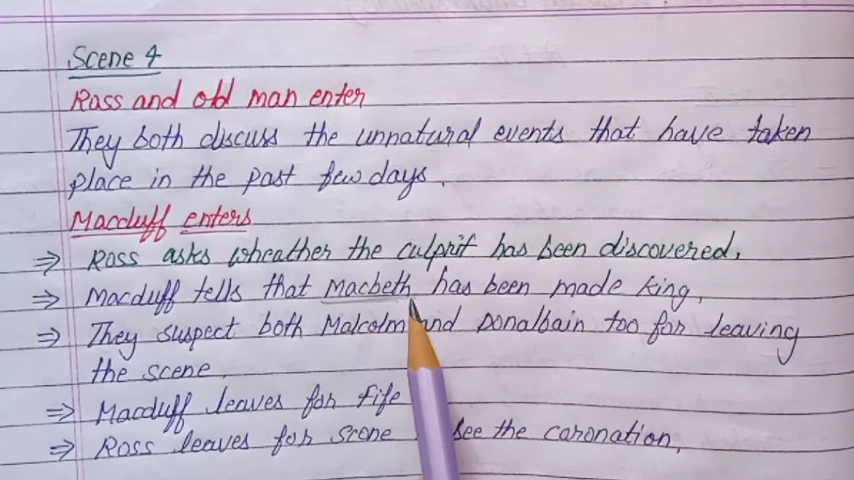 Scene 4
Ross and old man enter
They both discuss the unnatural events that have taken
place in the past few days.
Macduff enters
⇒ Ross asks wheather the culprit has been discovered.
⇒ Macduff tells that Macbeth has been made king.
⇒ They suspect both Malcolm and Donalbain too for leaving
the scene.
⇒ Macduff leaves for fife
⇒ Ross leaves for scone see the coronation.